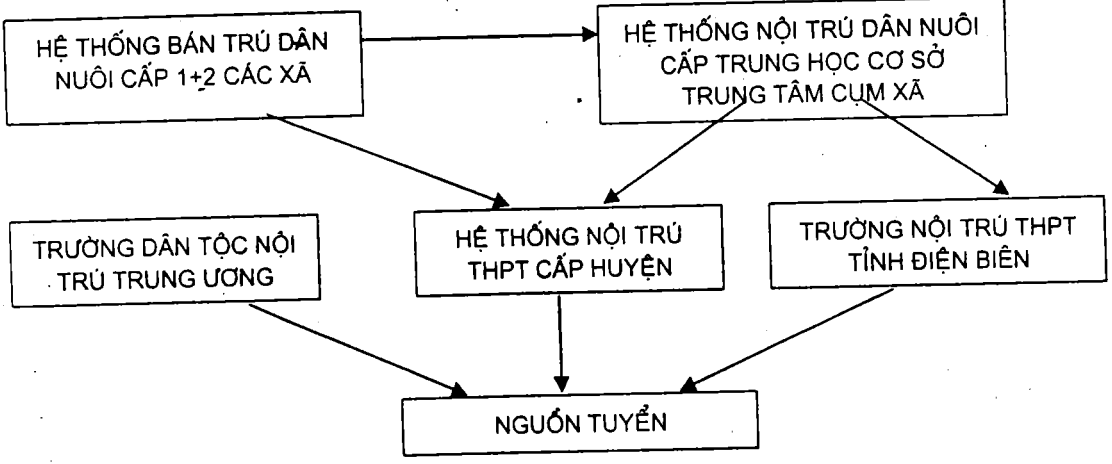 HỆ THỐNG BÁN TRÚ DÂN
NUÔI CẤP 1+2 CÁC XÃ
HỆ THỐNG NỘI TRÚ DÂN NUÔI
CẤP TRUNG HỌC CƠ SỞ
TRUNG TÂM CỤM XÃ
TRƯỜNG DÂN TỘC NỘI
TRÚ TRUNG ƯƠNG
HỆ THỐNG NỘI TRÚ
THPT CẤP HUYỆN
TRƯỜNG NỘI TRÚ THPT
TỈNH ĐIỆN BIÊN
NGUỒN TUYỂN